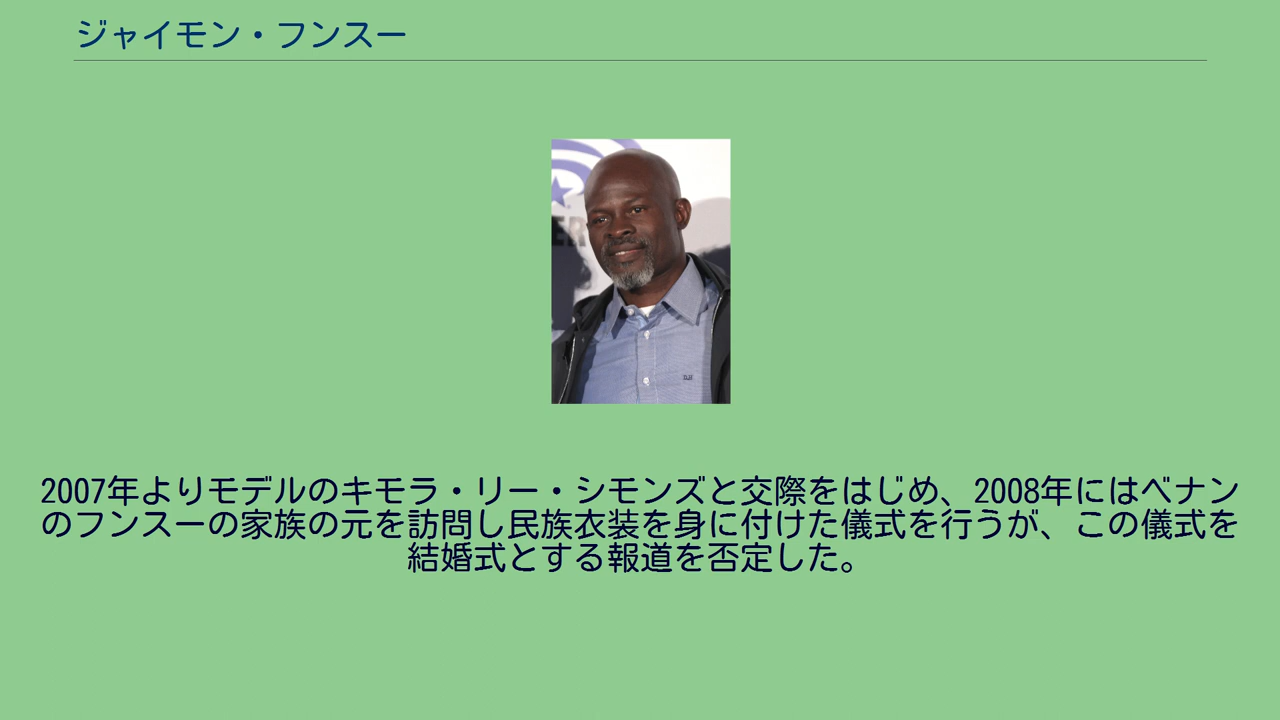 ジャイモン・フンスー
ER
2007年よりモデルのキモラ・リー・シモンズと交際をはじめ、2008年にはベナン
のフンスーの家族の元を訪問し民族衣装を身に付けた儀式を行うが、この儀式を
結婚式とする報道を否定した。